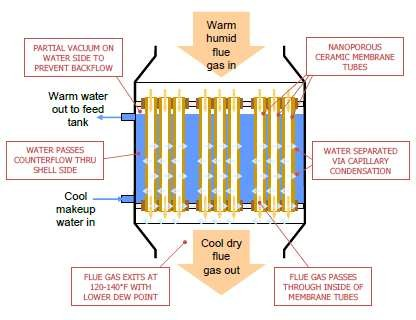 Warm
humid
flue
gas in
PARTIAL VACUUM ON
WATER SIDE TO
PREVENT BACKFLOW
NANOPOROUS
CERAMIC MEMBRANE
TUBES
Warm water
out to feed
tank
WATER PASSES
COUNTERFLOW THRU
SHELL SIDE
WATER SEPARATED
VIA CAPILLARY
CONDENSATION
Cool
makeup
water in
Cool dry
flue
gas out
FLUE GAS EXITS AT
120-140°F WITH
LOWER DEW POINT
FLUE GAS PASSES
THROUGH INSIDE OF
MEMBRANE TUBES